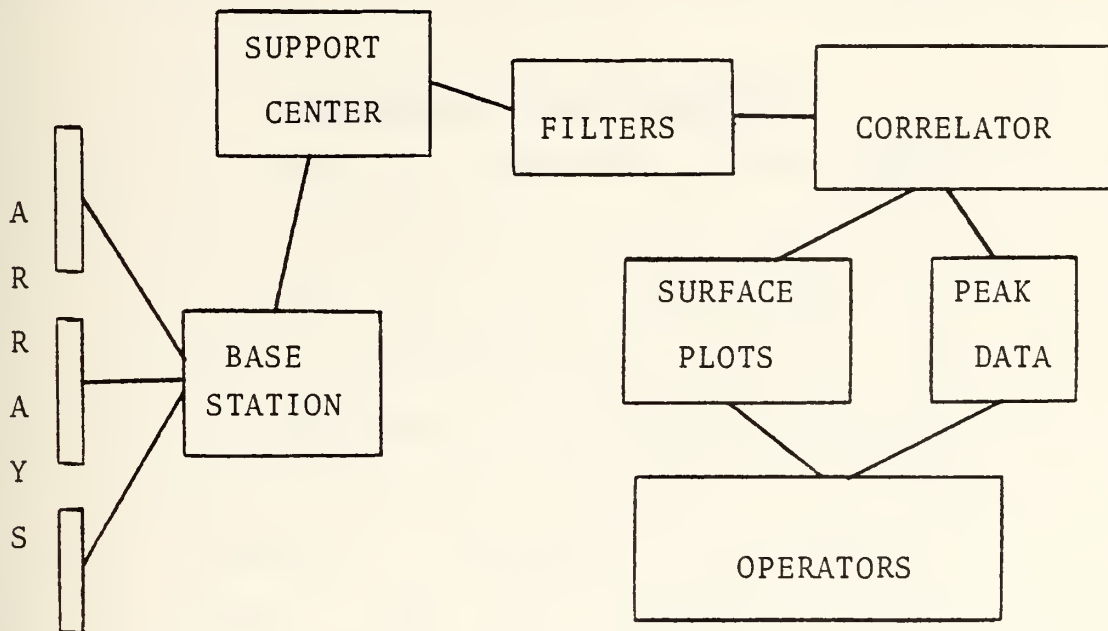 A
R
R
A
Y
S
SUPPORT
CENTER
FILTERS
CORRELATOR
BASE
STATION
SURFACE
PLOTS
PEAK
DATA
OPERATORS